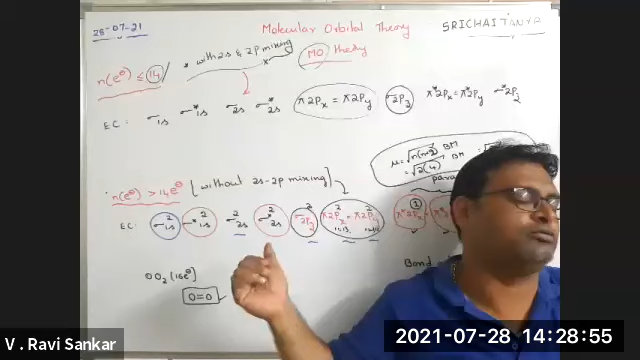 28-07-21
Molecular Orbital Theory
SRICHAITANYA
* with 2s & 2p mixing
MO theory
n(e⊖) ≤ 14
EC: σ1s σ*1s σ2s σ*2s π2Px = π2Py σ2Pz π*2Px = π*2Py σ*2Pz
μ = √n(n+2) BM
= √2(4) BM
n(e⊖) > 14e⊖ [without 2s-2p mixing]
EC: σ1s² σ*1s² σ2s² σ*2s² σ2Pz² π2Px² = π2Py²
O O2 (16e⊖)
O=O
Bond
V . Ravi Sankar
2021-07-28 14:28:55